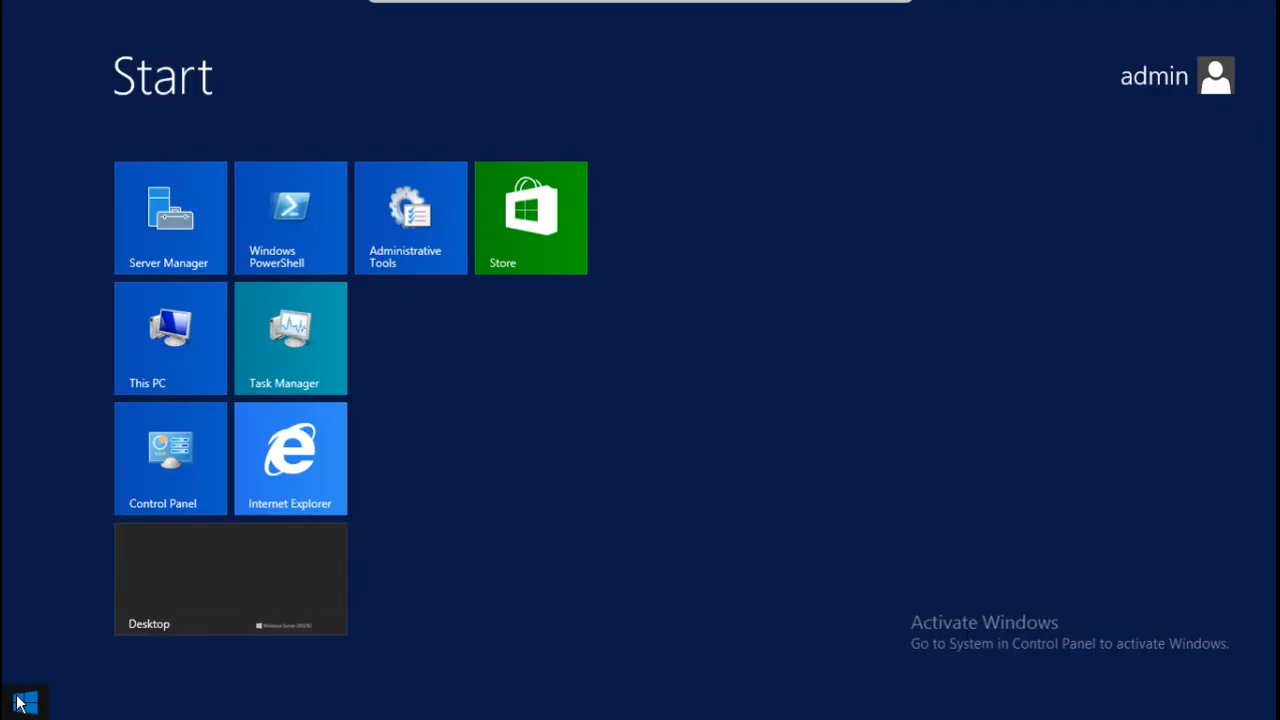 Start
admin
Server Manager
Windows
PowerShell
Administrative
Tools
Store
This PC
Task Manager
Control Panel
Internet Explorer
Desktop
Activate Windows
Go to System in Control Panel to activate Windows.